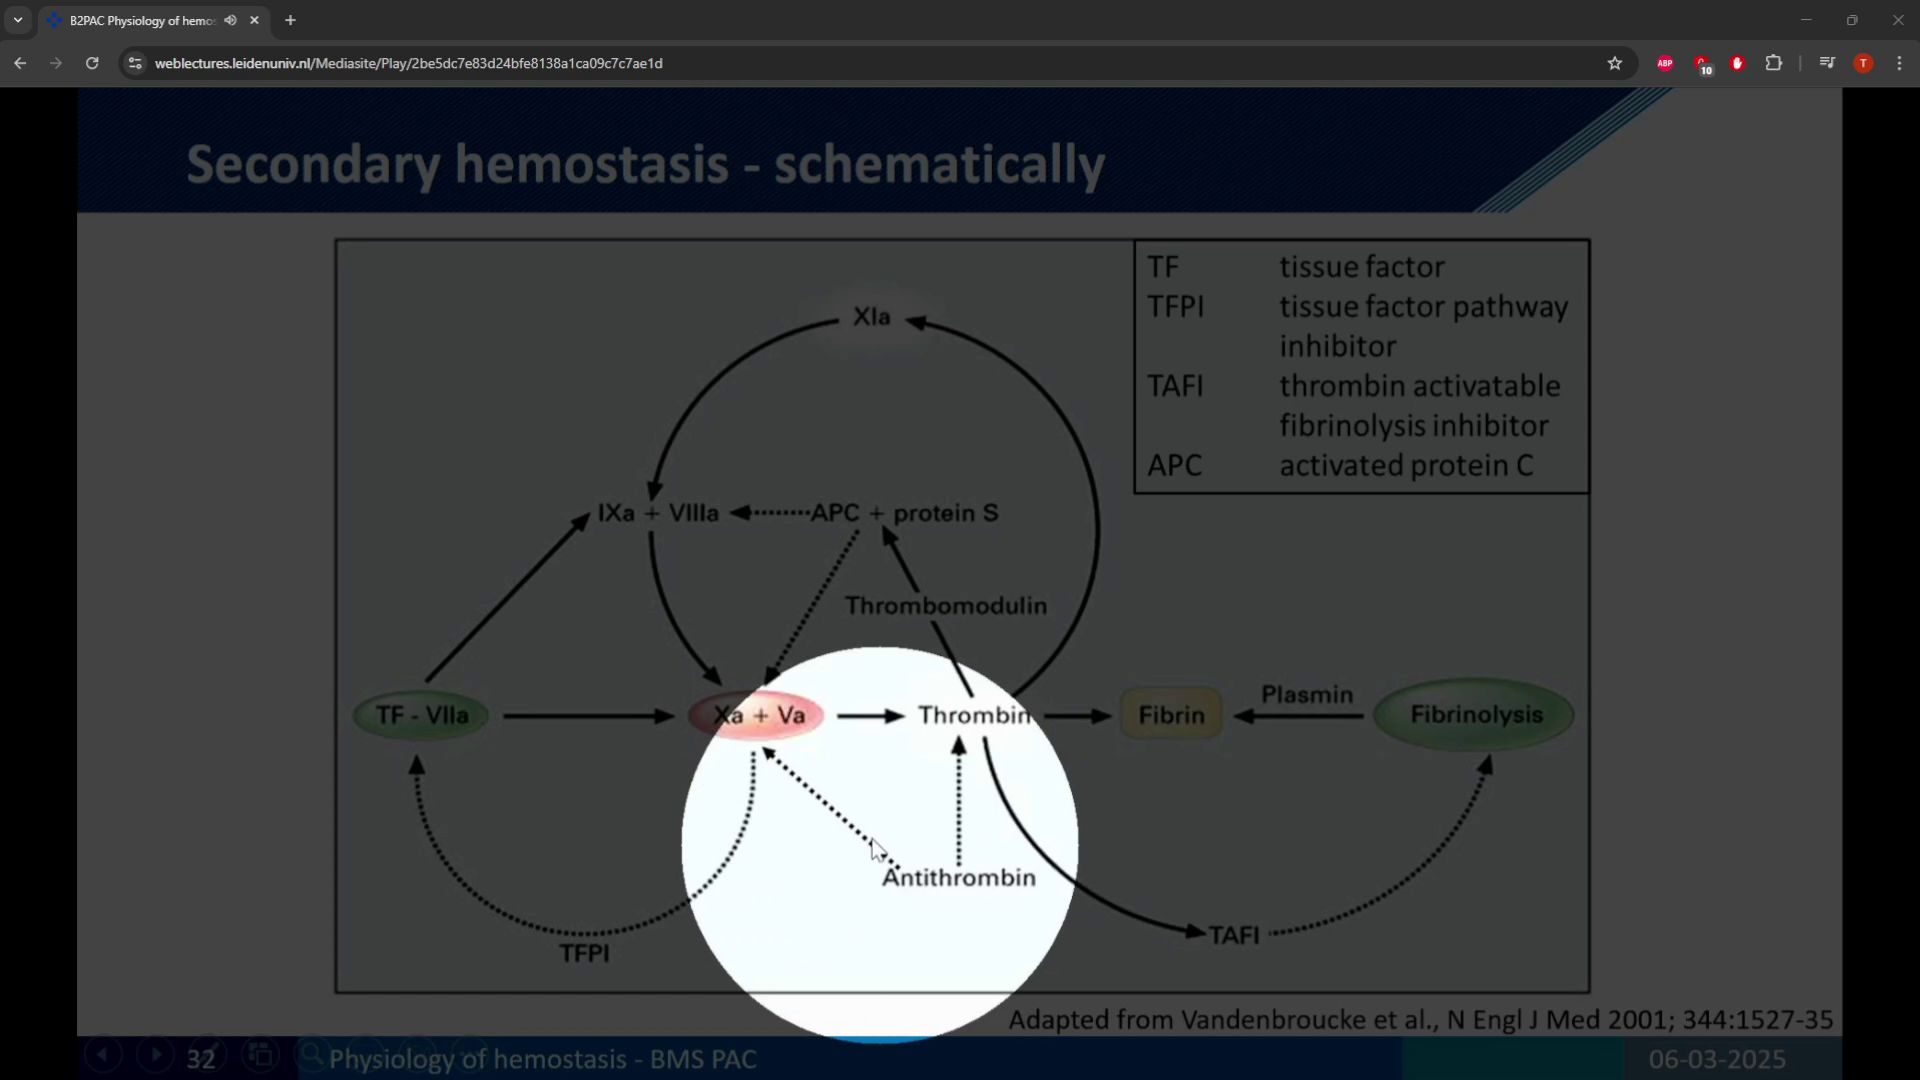 B2PAC Physiology of hemos
weblectures.leidenuniv.nl/Mediasite/Play/2be5dc7e83d24bfe8138a1ca09c7c7ae1d
ABP
10
T
Secondary hemostasis - schematically
TF tissue factor
TFPI tissue factor pathway
inhibitor
TAFI thrombin activatable
fibrinolysis inhibitor
APC activated protein C
XIa
IXa + VIIIa
APC + protein S
Thrombomodulin
TF - VIIa
Xa + Va
Thrombin
Fibrin
Plasmin
Fibrinolysis
Antithrombin
TFPI
TAFI
Adapted from Vandenbroucke et al., N Engl J Med 2001; 344:1527-35
32
Physiology of hemostasis - BMS PAC
06-03-2025